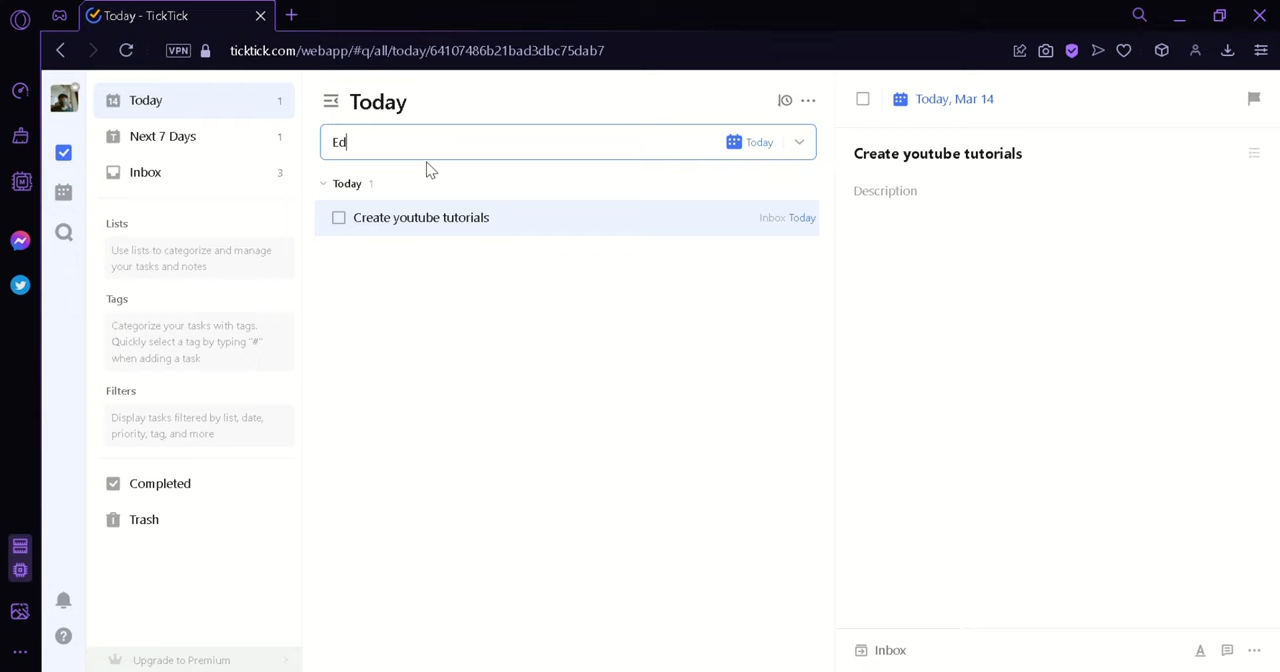 Today - TickTick
VPN
ticktick.com/webapp/#q/all/today/64107486b21bad3dbc75dab7
14 Today 1
T Next 7 Days 1
Inbox 3
Lists
Use lists to categorize and manage
your tasks and notes
Tags
Categorize your tasks with tags.
Quickly select a tag by typing "#"
when adding a task
Filters
Display tasks filtered by list, date,
priority, tag, and more
Completed
Trash
Upgrade to Premium
Today
Ed
Today
Today 1
Create youtube tutorials
Inbox Today
Today, Mar 14
Create youtube tutorials
Description
Inbox
A
M
?